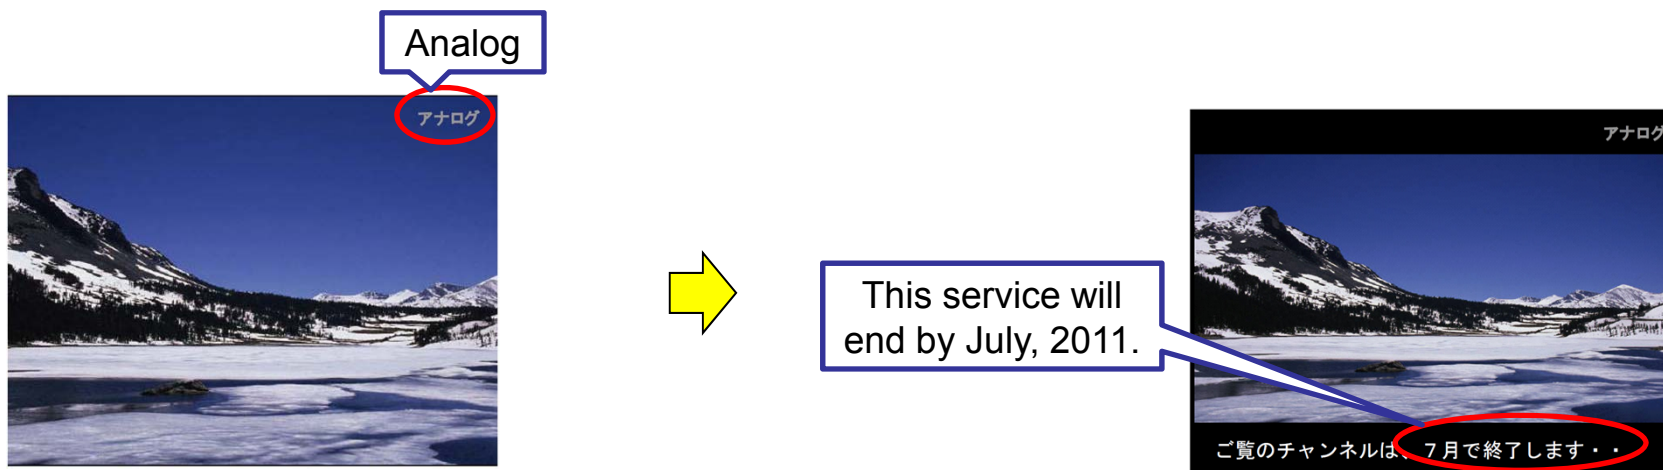 Analog
アナログ
アナログ
This service will
end by July, 2011.
ご覧のチャンネルは、7月で終了します・・